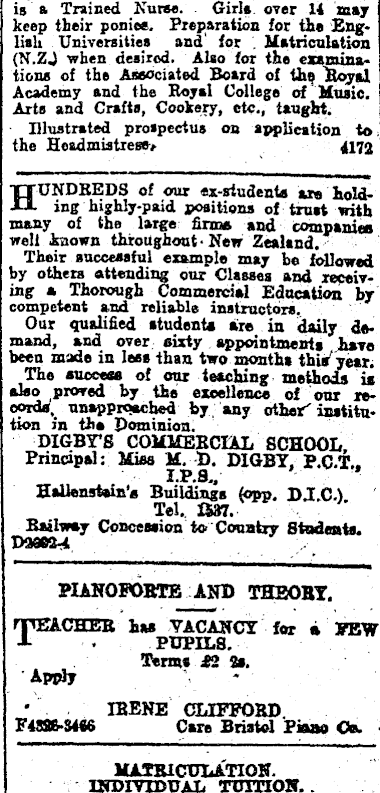 is a Trained Nurse. Girls over 14 may
keep their ponies. Preparation for the Eng-
lish Universities and for Matriculation
(N.Z.) when desired. Also for the examina-
tions of the Associated Board of the Royal
Academy and the Royal College of Music.
Arts and Crafts, Cookery, etc., taught.
Illustrated prospectus on application to
the Headmistress. 4172
HUNDREDS of our ex-students are hold-
ing highly-paid positions of trust with
many of the large firms and companies
well known throughout New Zealand.
Their successful example may be followed
by others attending our Classes and receiv-
ing a Thorough Commercial Education by
competent and reliable instructors.
Our qualified students are in daily de-
mand, and over sixty appointments have
been made in less than two months this year.
The success of our teaching methods is
also proved by the excellence of our re-
cords, unapproached by any other institu-
tion in the Dominion.
DIGBY'S COMMERCIAL SCHOOL,
Principal: Miss M. D. DIGBY, P.C.T.,
I.P.S.,
Hallenstein's Buildings (opp. D.I.C.).
Tel. 1537.
Railway Concession to Country Students.
PIANOFORTE AND THEORY.
TEACHER has VACANCY for a FEW
PUPILS.
Terms £2 2s.
Apply
IRENE CLIFFORD
Care Bristol Piano Co.
MATRICULATION.
INDIVIDUAL TUITION.